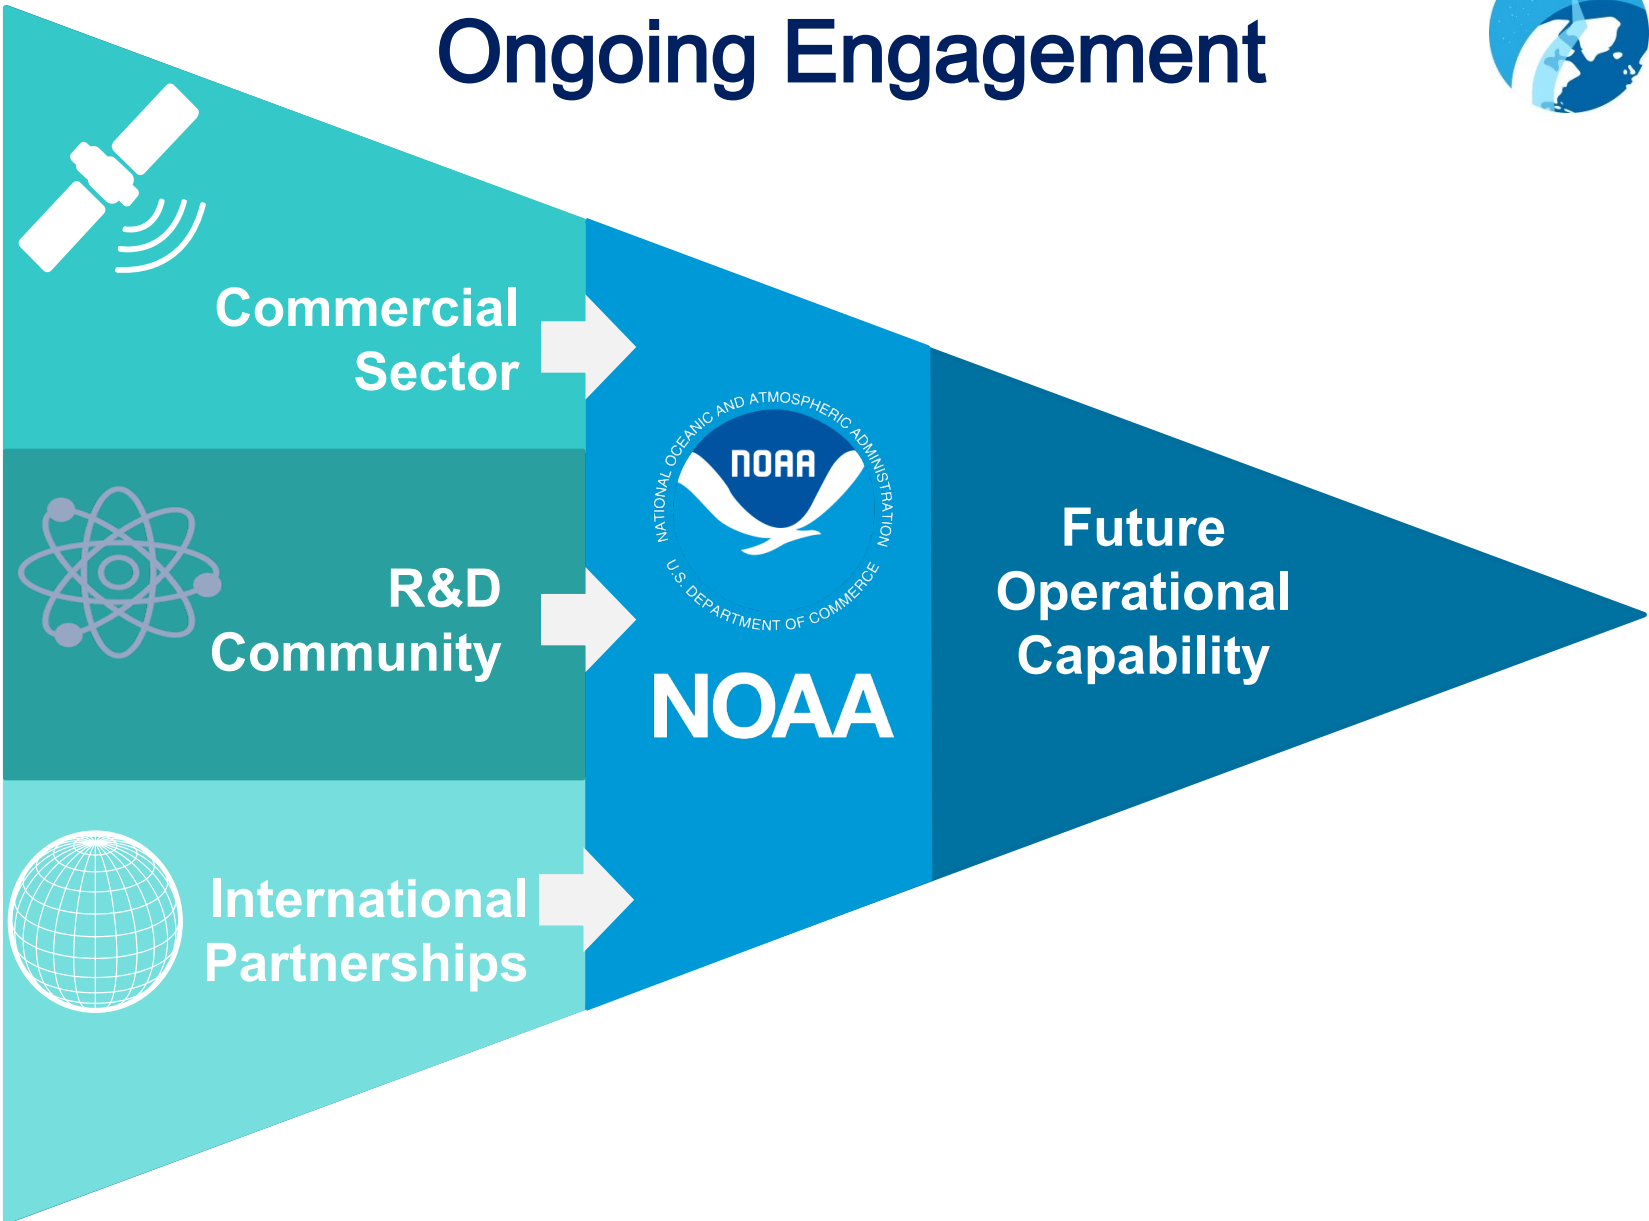 Ongoing Engagement
Commercial
Sector
R&D
Community
International
Partnerships
NATIONAL OCEANIC AND ATMOSPHERIC ADMINISTRATION
NOAA
U.S. DEPARTMENT OF COMMERCE
NOAA
Future
Operational
Capability